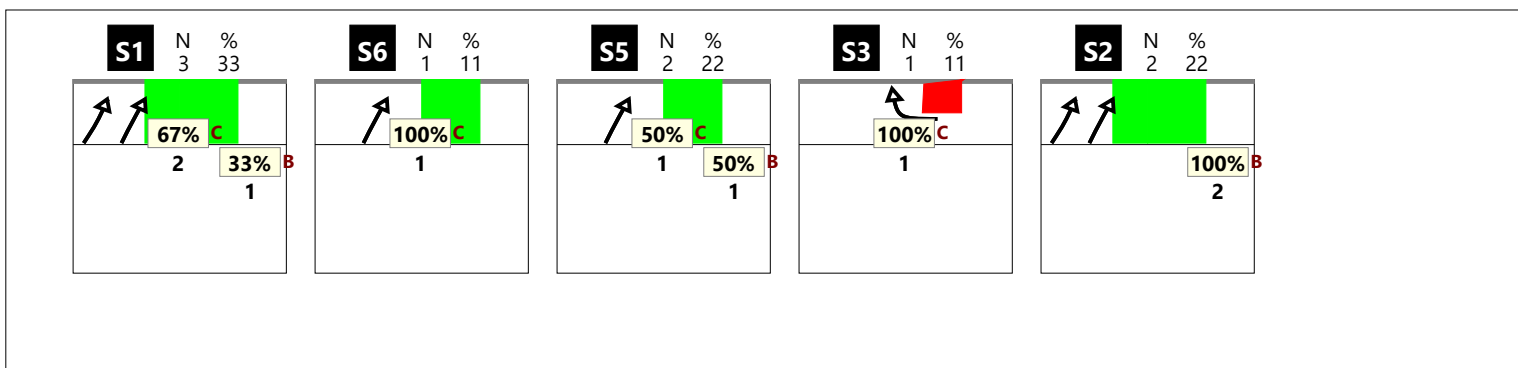 S1 N % S6 N % S5 N % S3 N % S2 N %
3 33 1 11 2 22 1 11 2 22
67% C 100% C 50% C 100% C
2 33% B 1 1 50% B 1 100% B
1 1 2